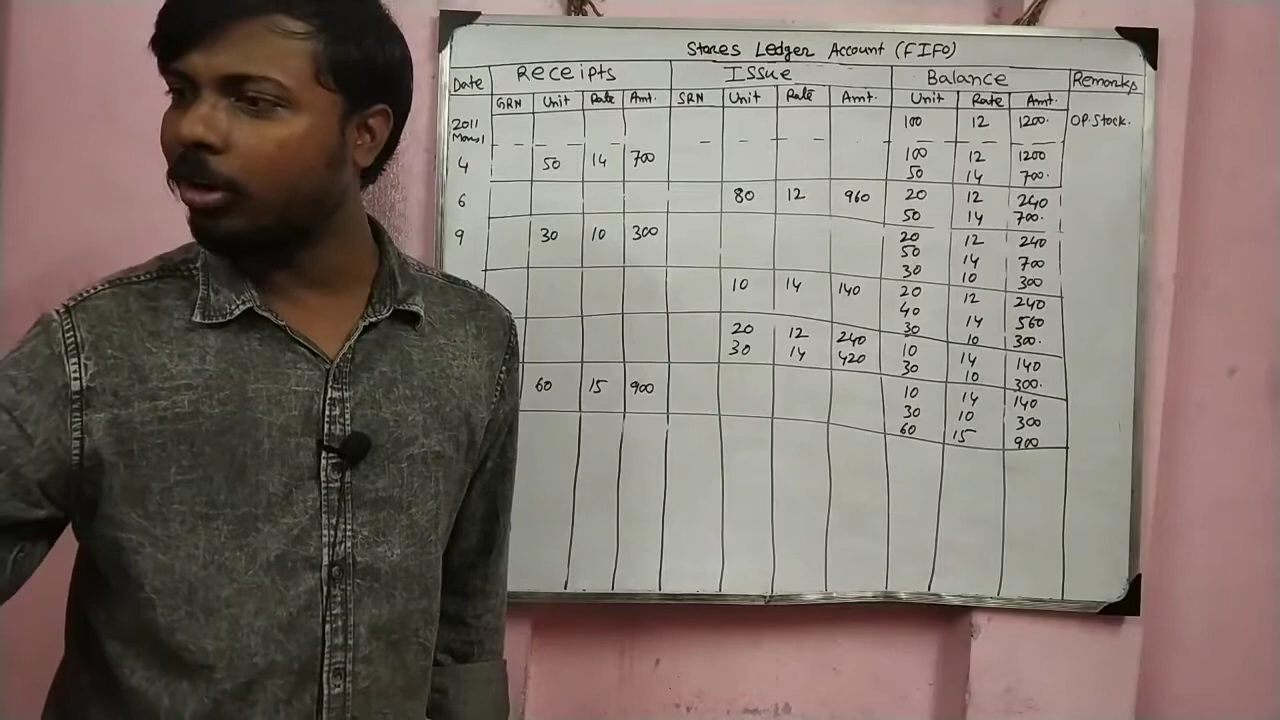 Stores Ledger Account (FIFO)
Date Receipts Issue Balance Remarks
GRN Unit Rate Amt. SRN Unit Rate Amt. Unit Rate Amt.
2011 100 12 1200. OP. Stock.
1
4 50 14 700 100 12 1200
50 14 700.
6 80 12 960 20 12 240
50 14 700.
9 30 10 300 20 12 240
50 14 700
30 10 300
10 14 140 20 12 240
40 14 560
30 10 300.
20 12 240 10 14 140
30 14 420 30 10 300.
60 15 900 10 14 140
30 10 300
60 15 900